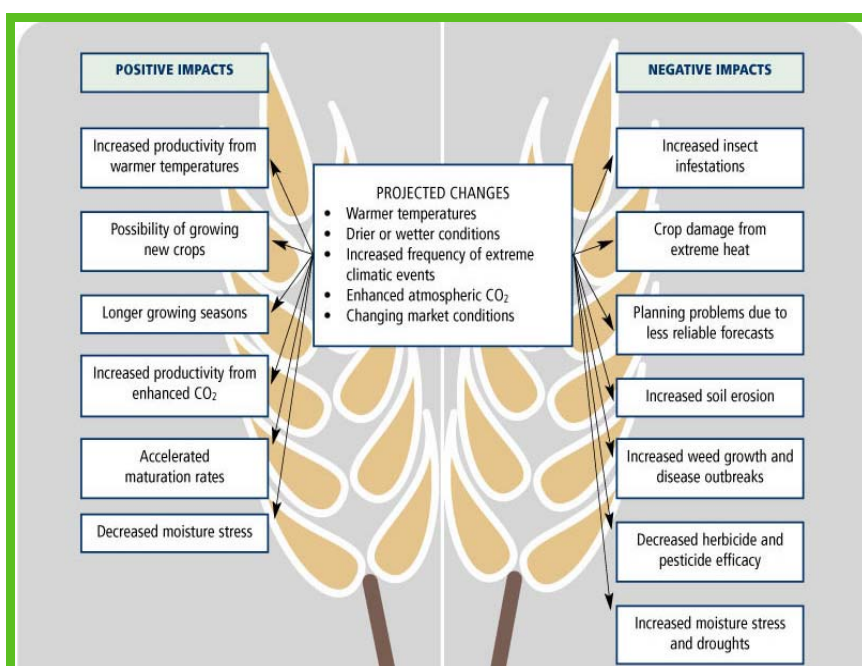 POSITIVE IMPACTS
Increased productivity from
warmer temperatures
Possibility of growing
new crops
Longer growing seasons
Increased productivity from
enhanced CO₂
Accelerated
maturation rates
Decreased moisture stress
PROJECTED CHANGES
• Warmer temperatures
• Drier or wetter conditions
• Increased frequency of extreme
climatic events
• Enhanced atmospheric CO₂
• Changing market conditions
NEGATIVE IMPACTS
Increased insect
infestations
Crop damage from
extreme heat
Planning problems due to
less reliable forecasts
Increased soil erosion
Increased weed growth and
disease outbreaks
Decreased herbicide and
pesticide efficacy
Increased moisture stress
and droughts